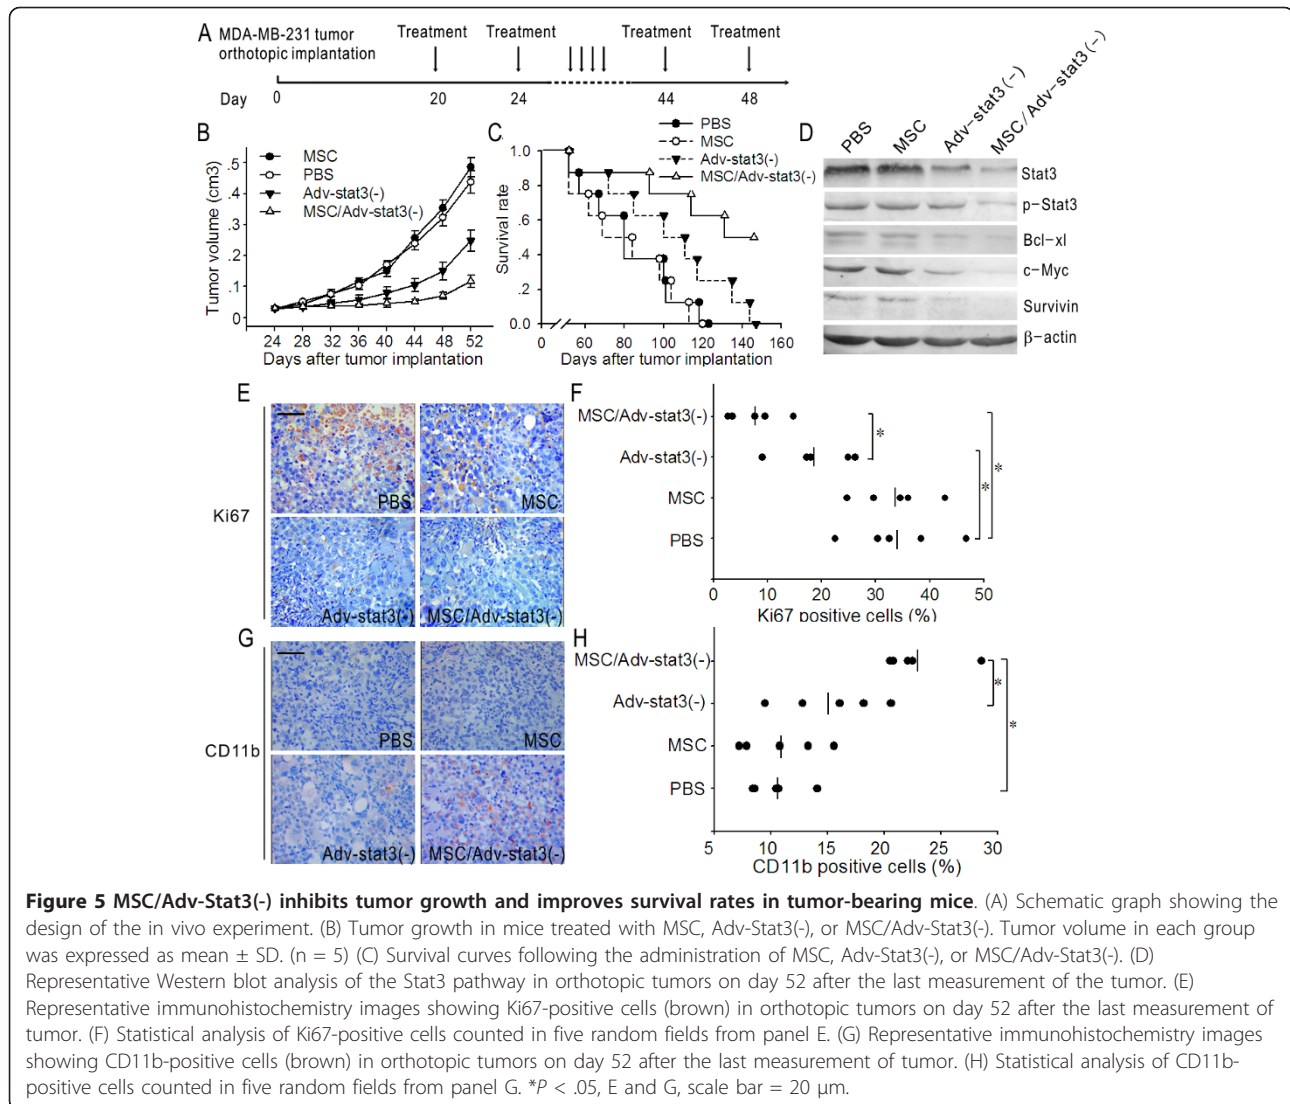 A MDA-MB-231 tumor
orthotopic implantation
Treatment Treatment Treatment Treatment
Day 0 20 24 44 48
B
Tumor volume (cm3)
.5
.4
.3
.2
.1
0
MSC
PBS
Adv-stat3(-)
MSC/Adv-stat3(-)
24 28 32 36 40 44 48 52
Days after tumor implantation
C
Survival rate
1.0
.8
.6
.4
.2
0.0
PBS
MSC
Adv-stat3(-)
MSC/Adv-stat3(-)
0 60 80 100 120 140 160
Days after tumor implantation
D
PBS MSC Adv-stat3(-) MSC/Adv-stat3(-)
Stat3
p-Stat3
Bcl-xl
c-Myc
Survivin
β-actin
E
Ki67
PBS MSC
Adv-stat3(-) MSC/Adv-stat3(-)
F
MSC/Adv-stat3(-)
Adv-stat3(-)
MSC
PBS
* * *
0 10 20 30 40 50
Ki67 positive cells (%)
G
CD11b
PBS MSC
Adv-stat3(-) MSC/Adv-stat3(-)
H
MSC/Adv-stat3(-)
Adv-stat3(-)
MSC
PBS
* *
5 10 15 20 25 30
CD11b positive cells (%)
Figure 5 MSC/Adv-Stat3(-) inhibits tumor growth and improves survival rates in tumor-bearing mice. (A) Schematic graph showing the
design of the in vivo experiment. (B) Tumor growth in mice treated with MSC, Adv-Stat3(-), or MSC/Adv-Stat3(-). Tumor volume in each group
was expressed as mean ± SD. (n = 5) (C) Survival curves following the administration of MSC, Adv-Stat3(-), or MSC/Adv-Stat3(-). (D)
Representative Western blot analysis of the Stat3 pathway in orthotopic tumors on day 52 after the last measurement of the tumor. (E)
Representative immunohistochemistry images showing Ki67-positive cells (brown) in orthotopic tumors on day 52 after the last measurement of
tumor. (F) Statistical analysis of Ki67-positive cells counted in five random fields from panel E. (G) Representative immunohistochemistry images
showing CD11b-positive cells (brown) in orthotopic tumors on day 52 after the last measurement of tumor. (H) Statistical analysis of CD11b-
positive cells counted in five random fields from panel G. *P < .05, E and G, scale bar = 20 μm.